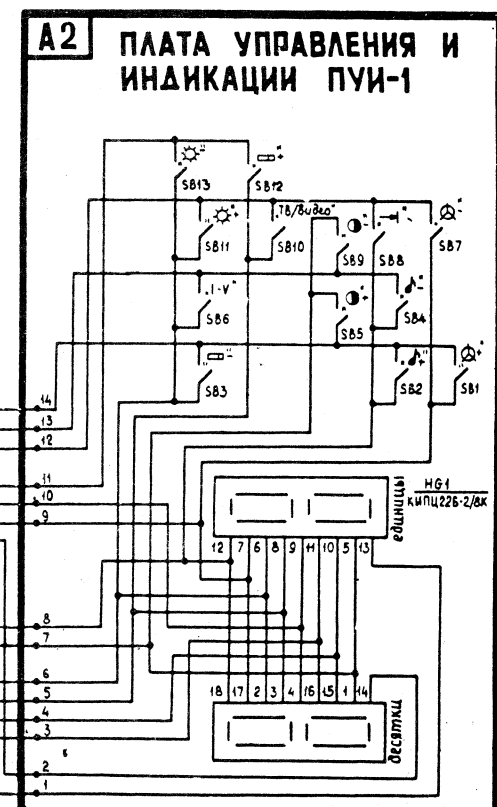 А2
ПЛАТА УПРАВЛЕНИЯ И
ИНДИКАЦИИ ПУИ-1
SB13
SB12
"ТВ/Видео"
SB11
SB10
SB9
SB8
SB7
"I-V"
SB6
SB5
SB4
SB3
SB2
SB1
14
13
12
11
10
9
единицы
HG1
КИПЦ22Б-2/8К
12 7 6 8 9 11 10 5 13
8
7
6
5
4
3
18 17 2 3 4 16 15 1 14
десятки
2
1